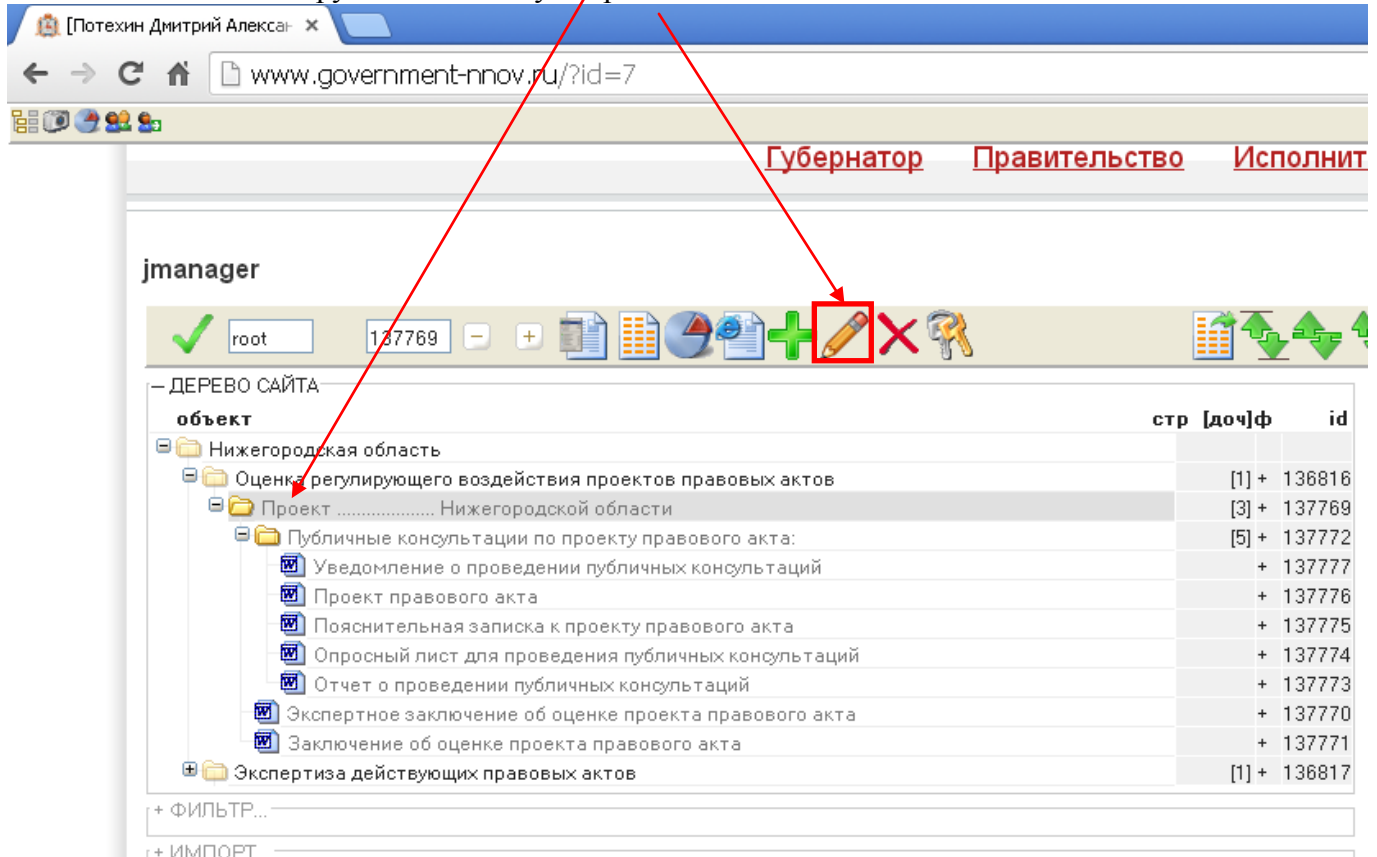 [Потехин Дмитрий Алексан
www.government-nnov.ru/?id=7
Губернатор Правительство Исполнит
jmanager
root 137769
ДЕРЕВО САЙТА
объект стр [доч]ф id
Нижегородская область
Оценка регулирующего воздействия проектов правовых актов [1] + 136816
Проект .................... Нижегородской области [3] + 137769
Публичные консультации по проекту правового акта: [5] + 137772
Уведомление о проведении публичных консультаций + 137777
Проект правового акта + 137776
Пояснительная записка к проекту правового акта + 137775
Опросный лист для проведения публичных консультаций + 137774
Отчет о проведении публичных консультаций + 137773
Экспертное заключение об оценке проекта правового акта + 137770
Заключение об оценке проекта правового акта + 137771
Экспертиза действующих правовых актов [1] + 136817
+ ФИЛЬТР...
+ ИМПОРТ